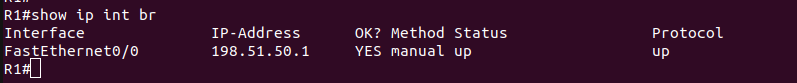 R1#show ip int br
Interface IP-Address OK? Method Status Protocol
FastEthernet0/0 198.51.50.1 YES manual up up
R1#